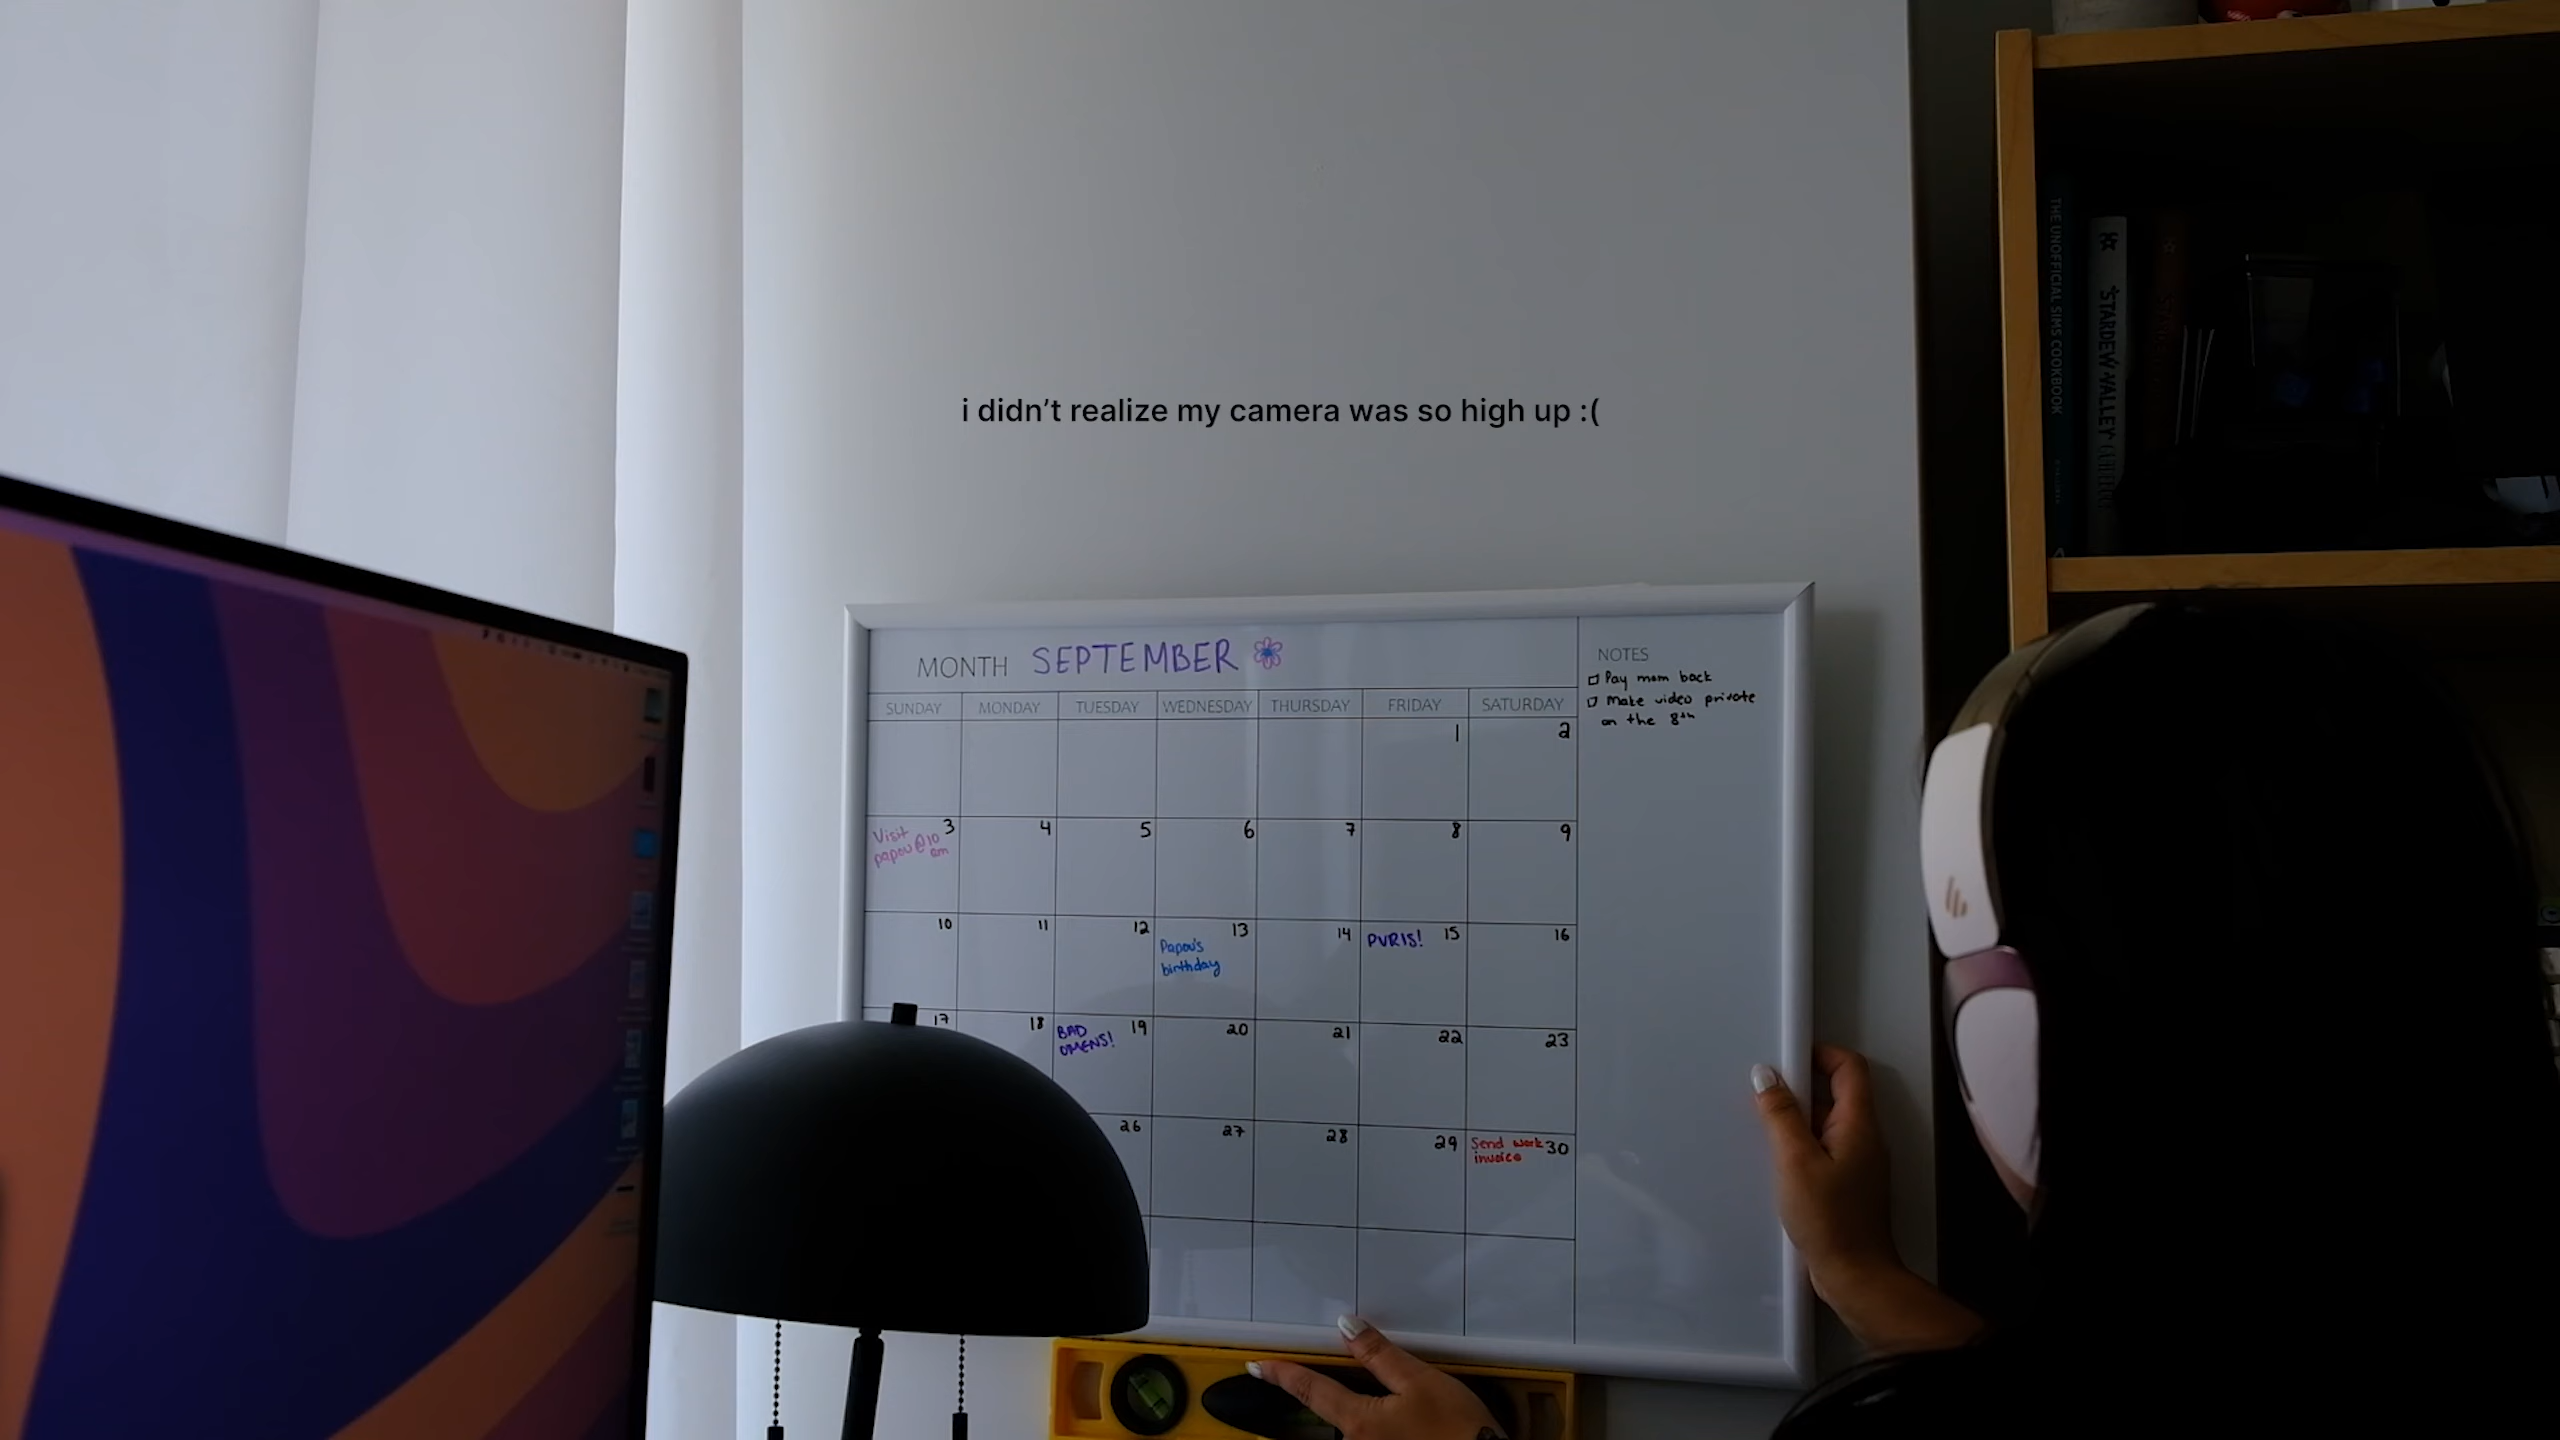 i didn’t realize my camera was so high up :(
MONTH SEPTEMBER
SUNDAY MONDAY TUESDAY WEDNESDAY THURSDAY FRIDAY SATURDAY
1 2
3 4 5 6 7 8 9
Visit
papou @ 10
am
10 11 12 13 14 15 16
Papou's
birthday
PVRIS!
17 18 19 20 21 22 23
BAD
OMENS!
26 27 28 29 30
Send work
invoice
NOTES
Pay mom back
Make video private
on the 8th
THE UNOFFICIAL SIMS COOKBOOK
STARDEW VALLEY